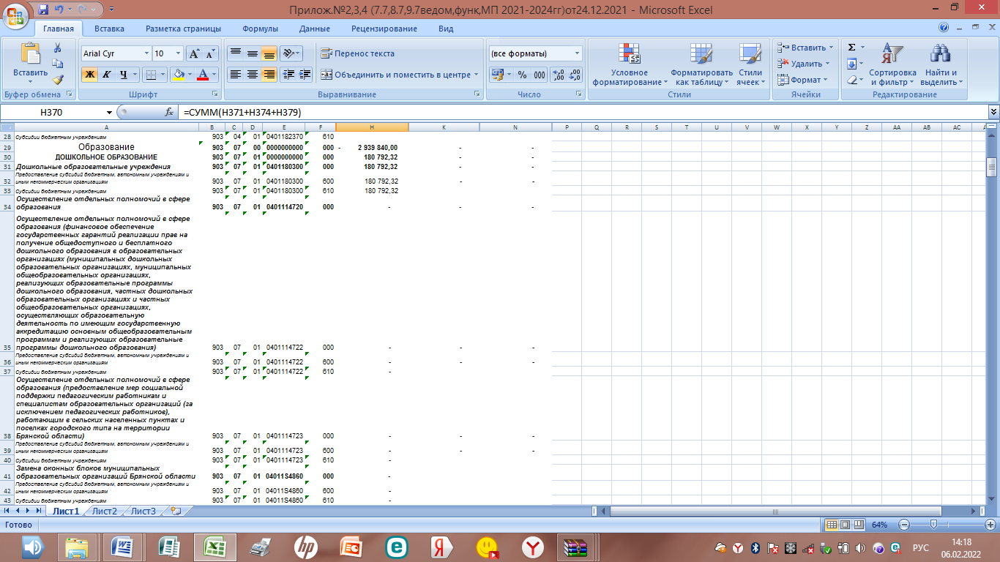 Прилож.№2,3,4 (7.7,8.7,9.7ведом,функ,МП 2021-2024гг)от24.12.2021 - Microsoft Excel
Главная Вставка Разметка страницы Формулы Данные Рецензирование Вид
Arial Cyr 10 Перенос текста (все форматы) Вставить Σ
Вставить Ж К Ч Объединить и поместить в центре % 000 Условное форматирование Форматировать как таблицу Стили ячеек Удалить Формат Сортировка и фильтр Найти и выделить
Буфер обмена Шрифт Выравнивание Число Стили Ячейки Редактирование
H370 fx =СУММ(H371+H374+H379)
A B C D E F H K N P Q R S T U V W X Y Z AA AB AC
28 Субсидии бюджетным учреждениям 903 04 01 0401182370 610
29 Образование 903 07 00 0000000000 000 - 2 939 840,00 - -
30 ДОШКОЛЬНОЕ ОБРАЗОВАНИЕ 903 07 01 0000000000 000 180 792,32 - -
31 Дошкольные образовательные учреждения 903 07 01 0401180300 000 180 792,32 - -
Предоставление субсидий бюджетным, автономным учреждениям и
32 иным некоммерческим организациям 903 07 01 0401180300 600 180 792,32 - -
33 Субсидии бюджетным учреждениям 903 07 01 0401180300 610 180 792,32
Осуществление отдельных полномочий в сфере
34 образования 903 07 01 0401114720 000 - - -
Осуществление отдельных полномочий в сфере
образования (финансовое обеспечение
государственных гарантий реализации прав на
получение общедоступного и бесплатного
дошкольного образования в образовательных
организациях (муниципальных дошкольных
образовательных организациях, муниципальных
общеобразовательных организациях,
реализующих образовательные программы
дошкольного образования, частных дошкольных
образовательных организациях и частных
общеобразовательных организациях,
осуществляющих образовательную
деятельность по имеющим государственную
аккредитацию основным общеобразовательным
программам и реализующих образовательные
35 программы дошкольного образования) 903 07 01 0401114722 000 - - -
Предоставление субсидий бюджетным, автономным учреждениям и
36 иным некоммерческим организациям 903 07 01 0401114722 600 - - -
37 Субсидии бюджетным учреждениям 903 07 01 0401114722 610 -
Осуществление отдельных полномочий в сфере
образования (предоставление мер социальной
поддержки педагогическим работникам и
специалистам образовательных организаций (за
исключением педагогических работников),
работающим в сельских населенных пунктах и
поселках городского типа на территории
38 Брянской области) 903 07 01 0401114723 000 - - -
Предоставление субсидий бюджетным, автономным учреждениям и
39 иным некоммерческим организациям 903 07 01 0401114723 600 - - -
40 Субсидии бюджетным учреждениям 903 07 01 0401114723 610 -
Замена оконных блоков муниципальных
41 образовательных организаций Брянской области 903 07 01 04011S4860 000 -
Предоставление субсидий бюджетным, автономным учреждениям и
42 иным некоммерческим организациям 903 07 01 04011S4860 600 -
43 Субсидии бюджетным учреждениям 903 07 01 04011S4860 610 -
Лист1 Лист2 Лист3
Готово 64%
РУС 14:18
06.02.2022